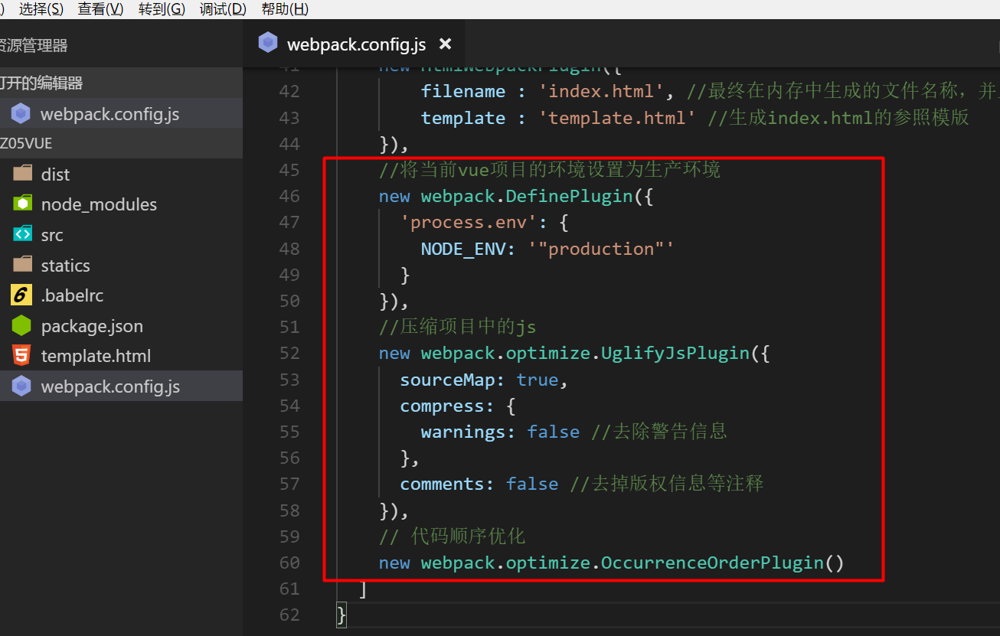 选择(S) 查看(V) 转到(G) 调试(D) 帮助(H)
资源管理器
打开的编辑器
webpack.config.js
Z05VUE
dist
node_modules
src
statics
.babelrc
package.json
template.html
webpack.config.js
webpack.config.js ×
41 new HtmlWebpackPlugin({
42 filename : 'index.html', //最终在内存中生成的文件名称，并
43 template : 'template.html' //生成index.html的参照模版
44 }),
45 //将当前vue项目的环境设置为生产环境
46 new webpack.DefinePlugin({
47 'process.env': {
48 NODE_ENV: '"production"'
49 }
50 }),
51 //压缩项目中的js
52 new webpack.optimize.UglifyJsPlugin({
53 sourceMap: true,
54 compress: {
55 warnings: false //去除警告信息
56 },
57 comments: false //去掉版权信息等注释
58 }),
59 // 代码顺序优化
60 new webpack.optimize.OccurrenceOrderPlugin()
61 ]
62 }